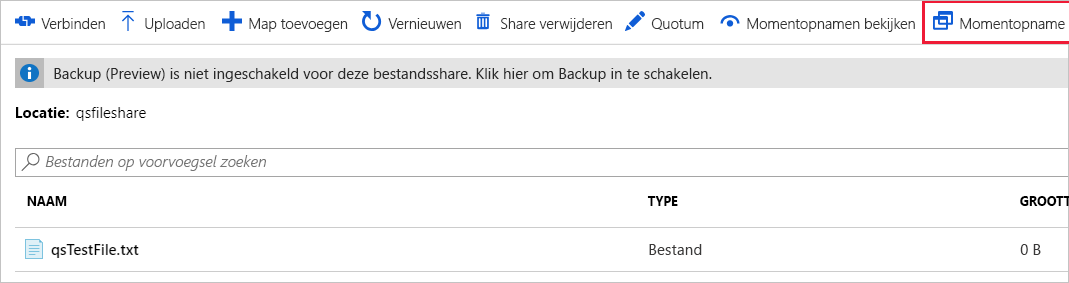 Verbinden Uploaden Map toevoegen Vernieuwen Share verwijderen Quotum Momentopnamen bekijken Momentopname
Backup (Preview) is niet ingeschakeld voor deze bestandsshare. Klik hier om Backup in te schakelen.
Locatie: qsfileshare
Bestanden op voorvoegsel zoeken
NAAM TYPE GROOTT
qsTestFile.txt Bestand 0 B